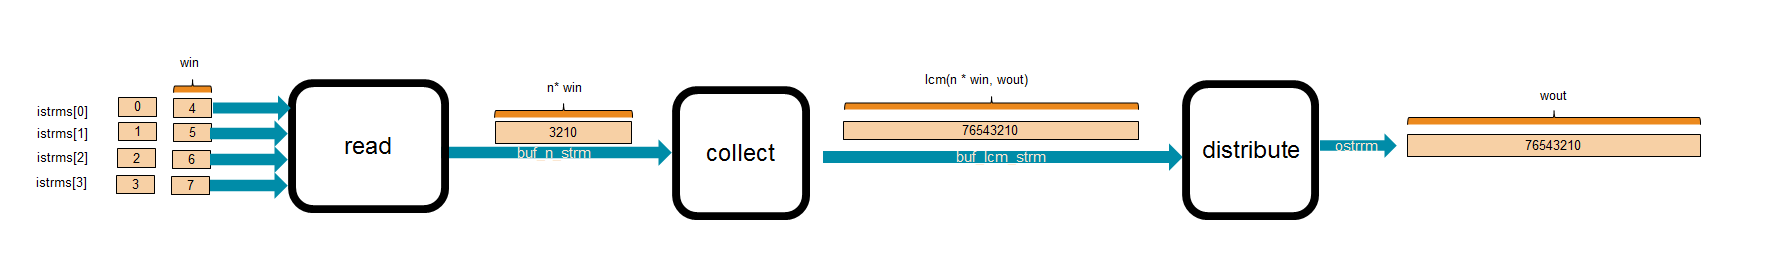 win
istrms[0] 0 4
istrms[1] 1 5
istrms[2] 2 6
istrms[3] 3 7
read
n* win
3210
buf_n_strm
collect
lcm(n * win, wout)
76543210
buf_lcm_strm
distribute
ostrrm
wout
76543210